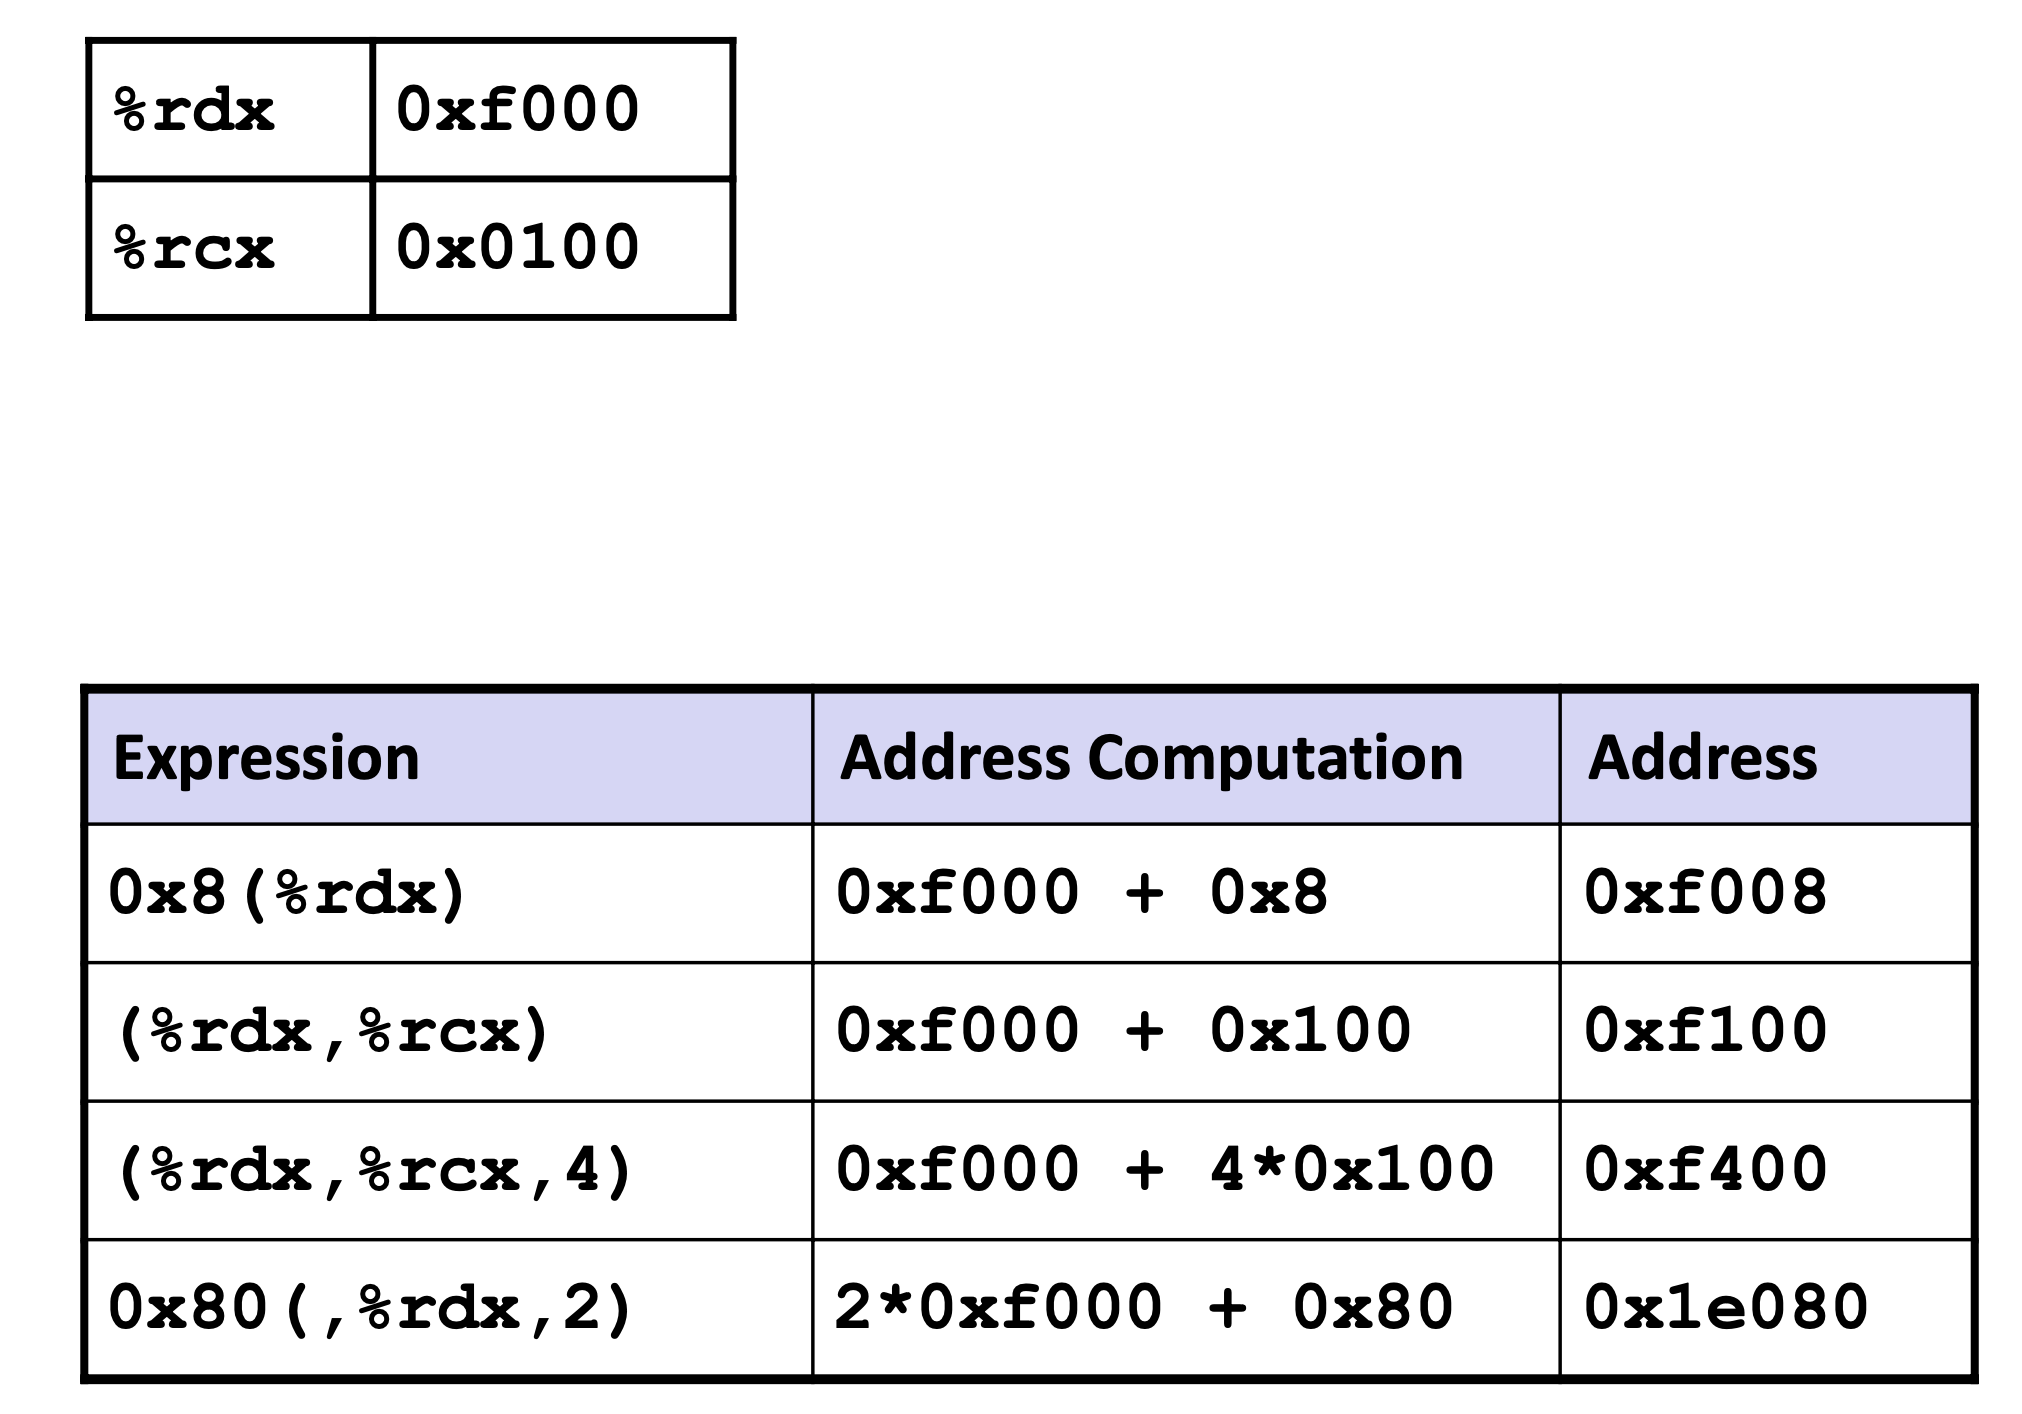 %rdx 0xf000
%rcx 0x0100
Expression Address Computation Address
0x8(%rdx) 0xf000 + 0x8 0xf008
(%rdx,%rcx) 0xf000 + 0x100 0xf100
(%rdx,%rcx,4) 0xf000 + 4*0x100 0xf400
0x80(,%rdx,2) 2*0xf000 + 0x80 0x1e080